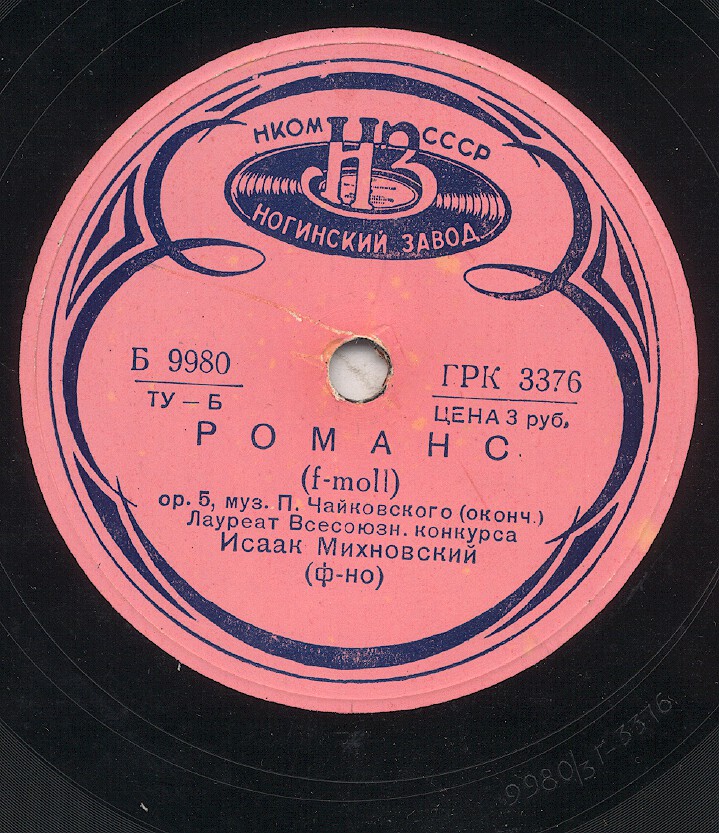 НКОМ НЗ СССР
НОГИНСКИЙ ЗАВОД
Б 9980
ТУ – Б
ГРК 3376
ЦЕНА 3 руб.
РОМАНС
(f-moll)
ор. 5, муз. П. Чайковского (оконч.)
Лауреат Всесоюзн. конкурса
Исаак Михновский
(ф-но)
9980/3Г-3376